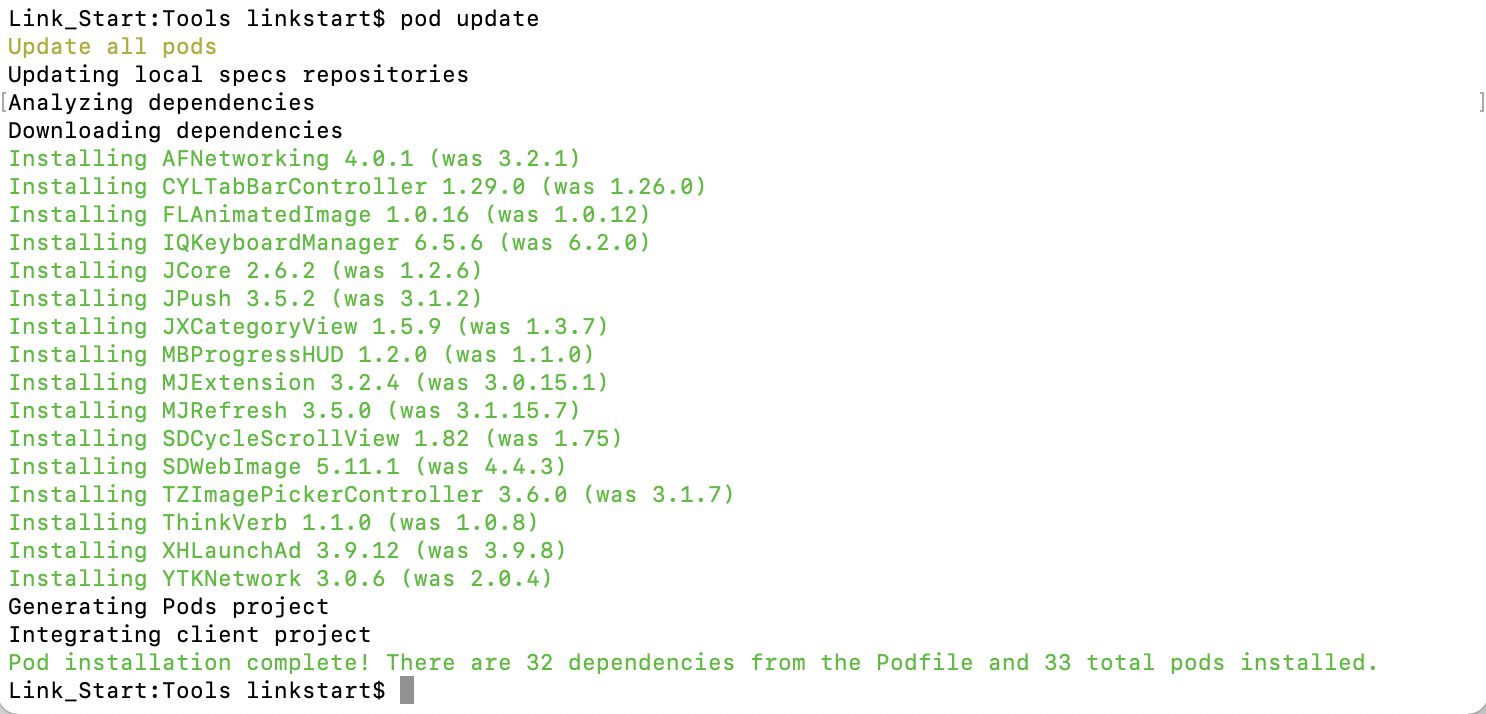 Link_Start:Tools linkstart$ pod update
Update all pods
Updating local specs repositories
[Analyzing dependencies ]
Downloading dependencies
Installing AFNetworking 4.0.1 (was 3.2.1)
Installing CYLTabBarController 1.29.0 (was 1.26.0)
Installing FLAnimatedImage 1.0.16 (was 1.0.12)
Installing IQKeyboardManager 6.5.6 (was 6.2.0)
Installing JCore 2.6.2 (was 1.2.6)
Installing JPush 3.5.2 (was 3.1.2)
Installing JXCategoryView 1.5.9 (was 1.3.7)
Installing MBProgressHUD 1.2.0 (was 1.1.0)
Installing MJExtension 3.2.4 (was 3.0.15.1)
Installing MJRefresh 3.5.0 (was 3.1.15.7)
Installing SDCycleScrollView 1.82 (was 1.75)
Installing SDWebImage 5.11.1 (was 4.4.3)
Installing TZImagePickerController 3.6.0 (was 3.1.7)
Installing ThinkVerb 1.1.0 (was 1.0.8)
Installing XHLaunchAd 3.9.12 (was 3.9.8)
Installing YTKNetwork 3.0.6 (was 2.0.4)
Generating Pods project
Integrating client project
Pod installation complete! There are 32 dependencies from the Podfile and 33 total pods installed.
Link_Start:Tools linkstart$